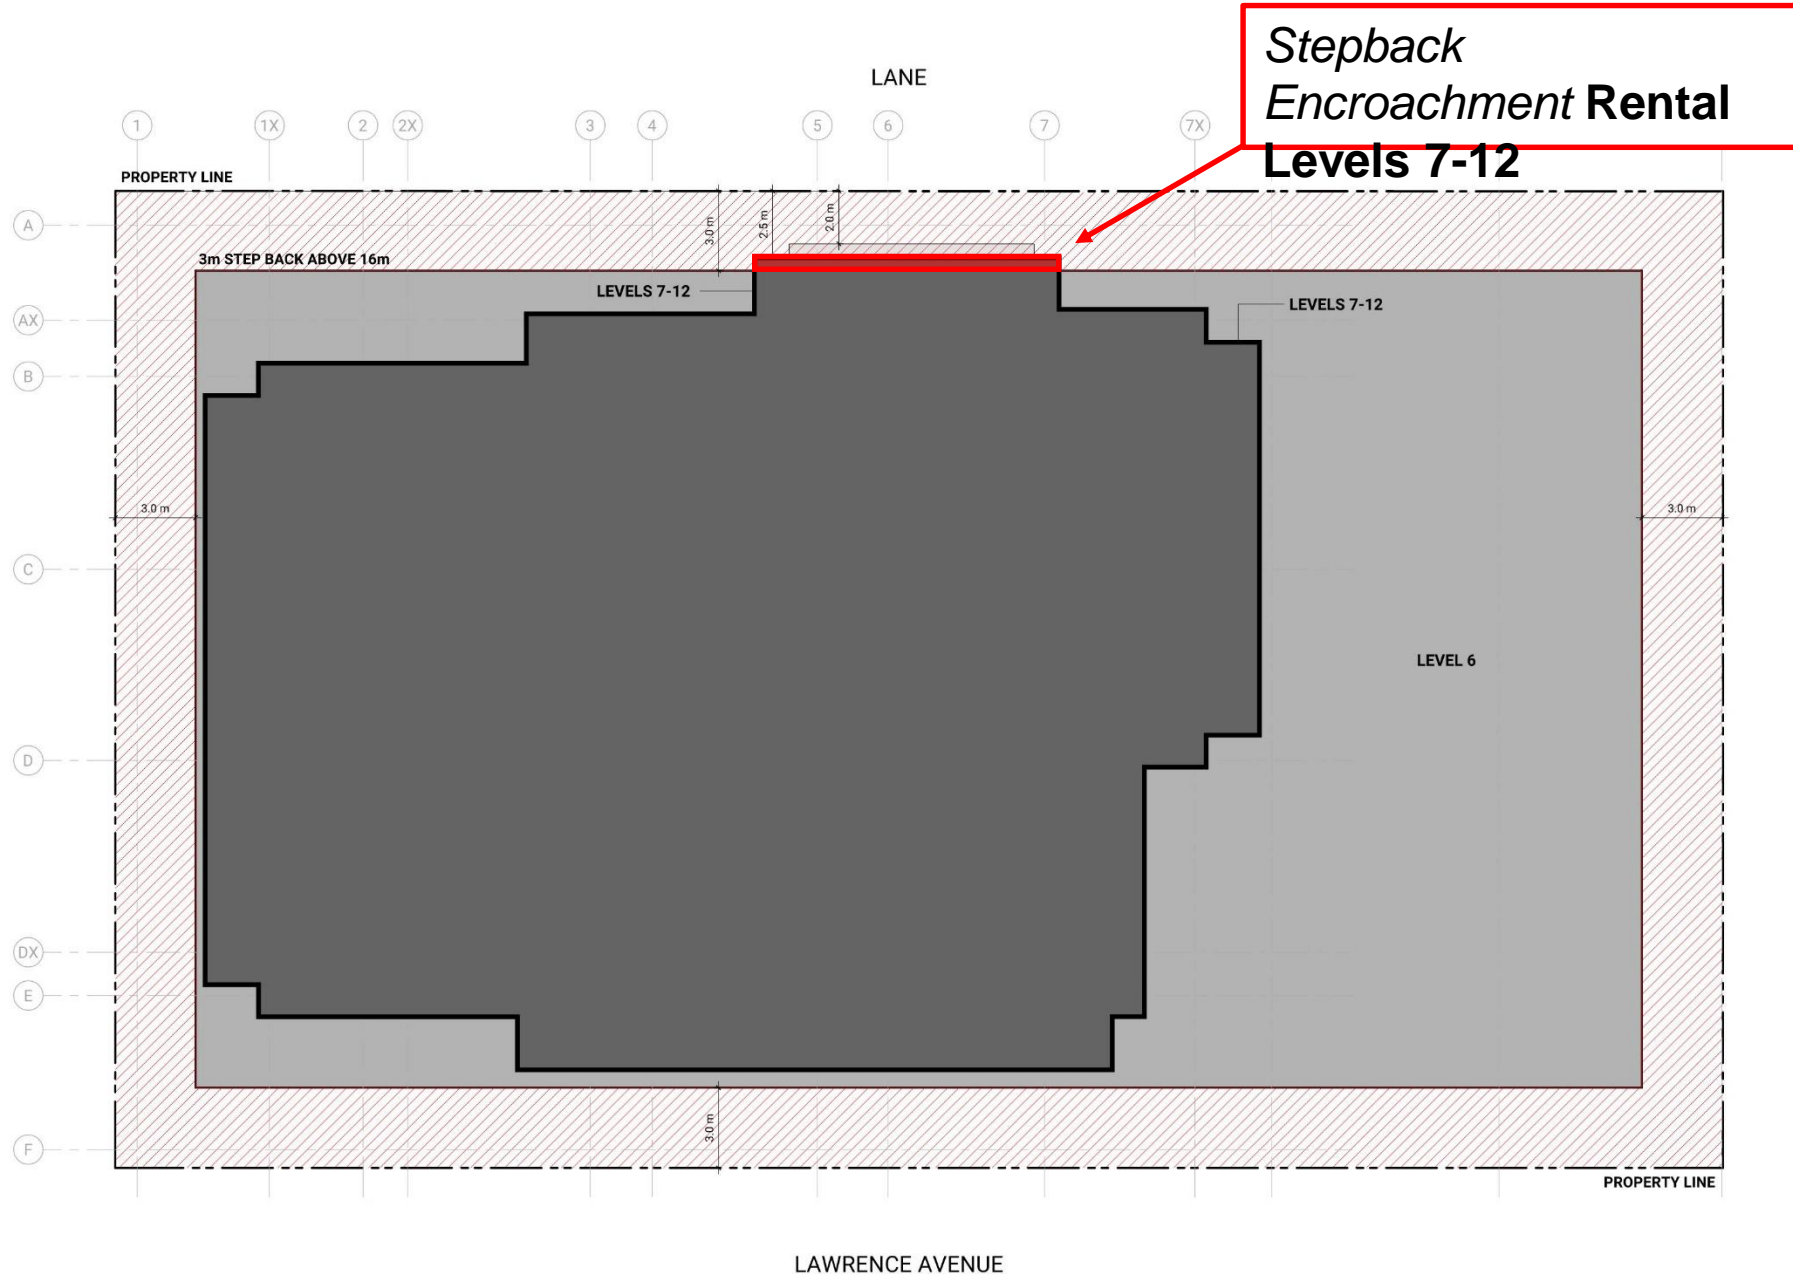 Stepback
Encroachment Rental
Levels 7-12
LANE
1 1X 2 2X 3 4 5 6 7 7X
PROPERTY LINE
A
3.0 m
2.5 m
2.0 m
3m STEP BACK ABOVE 16m
LEVELS 7-12
LEVELS 7-12
AX
B
3.0 m
3.0 m
C
LEVEL 6
D
DX
E
3.0 m
F
PROPERTY LINE
LAWRENCE AVENUE